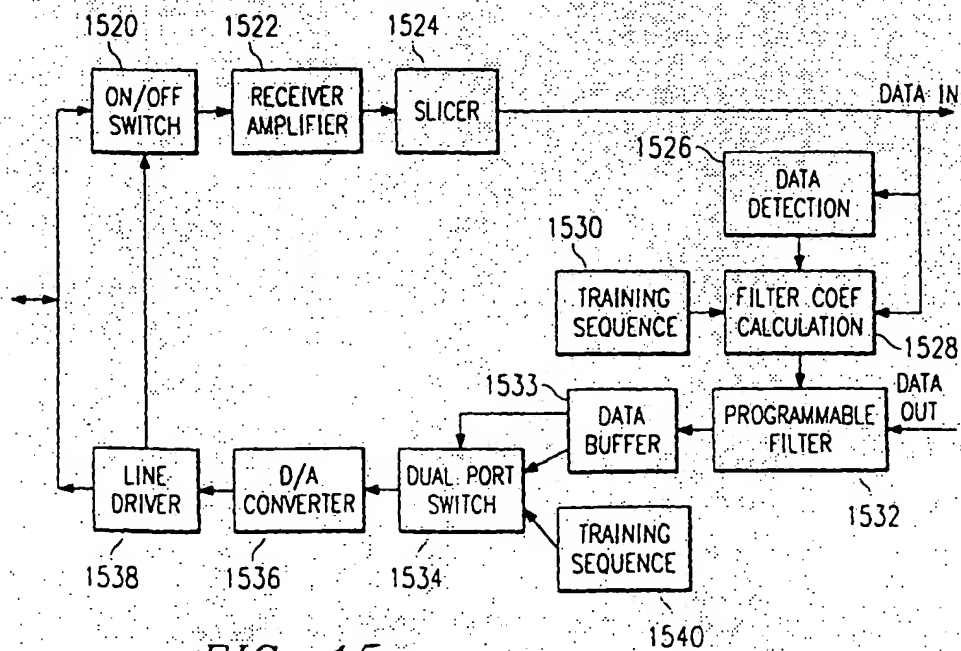 1520
1522
1524
ON/OFF
SWITCH
RECEIVER
AMPLIFIER
SLICER
DATA IN
1526
DATA
DETECTION
1530
TRAINING
SEQUENCE
FILTER COEF
CALCULATION
1528
1533
DATA
BUFFER
PROGRAMMABLE
FILTER
DATA
OUT
1532
LINE
DRIVER
D/A
CONVERTER
DUAL PORT
SWITCH
TRAINING
SEQUENCE
1538
1536
1534
1540
FIG. 15